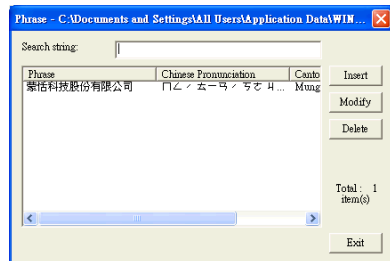 Phrase - C:\Documents and Settings\All Users\Application Data\WIN...
Search string:
Phrase Chinese Pronunciation Canto
蒙恬科技股份有限公司 ㄇㄥˊ ㄊㄧㄢˊ ㄎㄜ ㄐ... Mung
Insert
Modify
Delete
Total : 1
item(s)
Exit